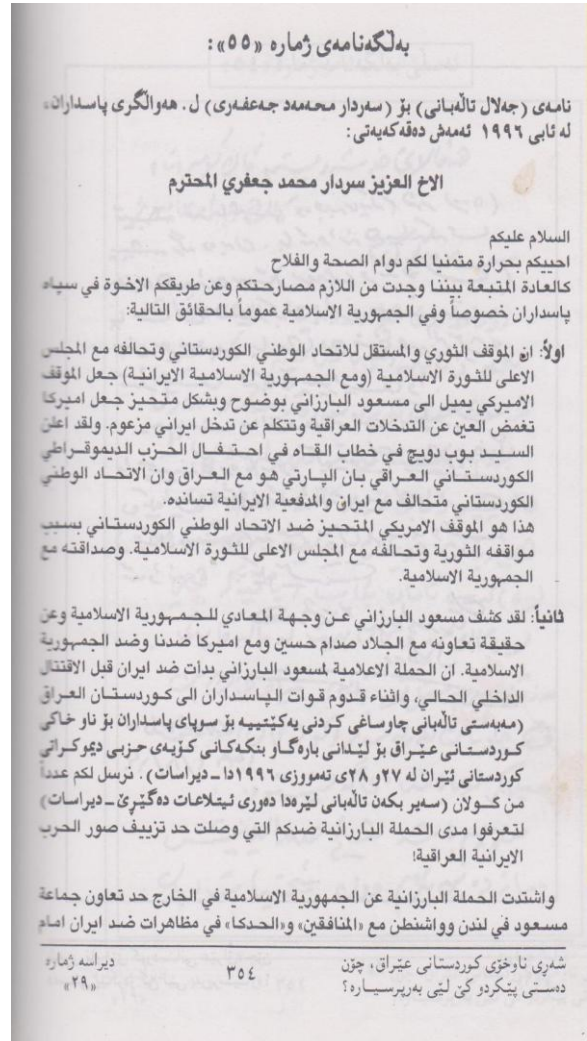 بەڵگەنامەی ژمارە «٥٥»:
نامەی (جەلال تاڵەبانی) بۆ (سەردار محەمەد جەعفەری) ل. هەواڵگری پاسداران،
لە ئابی ١٩٩٦ ئەمەش دەقەکەیەتی:
الاخ العزيز سردار محمد جعفري المحترم
السلام عليكم
احييكم بحرارة متمنيا لكم دوام الصحة والفلاح
كالعادة المتبعة بيننا وجدت من اللازم مصارحتكم وعن طريقكم الاخوة في سپاه
پاسداران خصوصاً وفي الجمهورية الاسلامية عموماً بالحقائق التالية:
اولاً: ان الموقف الثوري والمستقل للاتحاد الوطني الكوردستاني وتحالفه مع المجلس
الاعلى للثورة الاسلامية (ومع الجمهورية الاسلامية الايرانية) جعل الموقف
الاميركي يميل الى مسعود البارزاني بوضوح وبشكل متحيز جعل اميركا
تغمض العين عن التدخلات العراقية وتتكلم عن تدخل ايراني مزعوم. ولقد اعلن
السيد بوب دويچ في خطاب القاه في احتفال الحزب الديموقراطي
الكوردستاني العراقي بان الپارتي هو مع العراق وان الاتحاد الوطني
الكوردستاني متحالف مع ايران والمدفعية الايرانية تسانده.
هذا هو الموقف الامريكي المتحيز ضد الاتحاد الوطني الكوردستاني بسبب
مواقفه الثورية وتحالفه مع المجلس الاعلى للثورة الاسلامية. وصداقته مع
الجمهورية الاسلامية.
ثانياً: لقد كشف مسعود البارزاني عن وجهة المعادي للجمهورية الاسلامية وعن
حقيقة تعاونه مع الجلاد صدام حسين ومع اميركا ضدنا وضد الجمهورية
الاسلامية. ان الحملة الاعلامية لمسعود البارزاني بدات ضد ايران قبل الاقتتال
الداخلي الحالي، واثناء قدوم قوات الپاسداران الى كوردستان العراق
(مەبەستی تاڵەبانی چاوساغی کردنی یەکێتییە بۆ سوپای پاسداران بۆ ناو خاکی
کوردستانی عێراق بۆ لێدانی بارەگاو بنکەکانی کۆڕیەی حزبی دیموکراتی
کوردستانی ئێران لە ٢٧و ٢٨ی تەمووزی ١٩٩٦دا ـ دیراسات). نرسل لكم عدداً
من گولان (سەیر بکەن تاڵەبانی لێرەدا دەوری ئیتلاعات دەگێڕێ ـ دیراسات)
لتعرفوا مدى الحملة البارزانية ضدكم التي وصلت حد تزييف صور الحرب
الايرانية العراقية!
واشتدت الحملة البارزانية عن الجمهورية الاسلامية في الخارج حد تعاون جماعة
مسعود في لندن وواشنطن مع «المنافقين» و«الحدكا» في مظاهرات ضد ايران امام
شەڕی ناوخۆی کوردستانی عێراق، چۆن
دەستی پێکردو کێ لێی بەرپرسیارە؟
٣٥٤
دیراسە ژمارە
«٢٩»